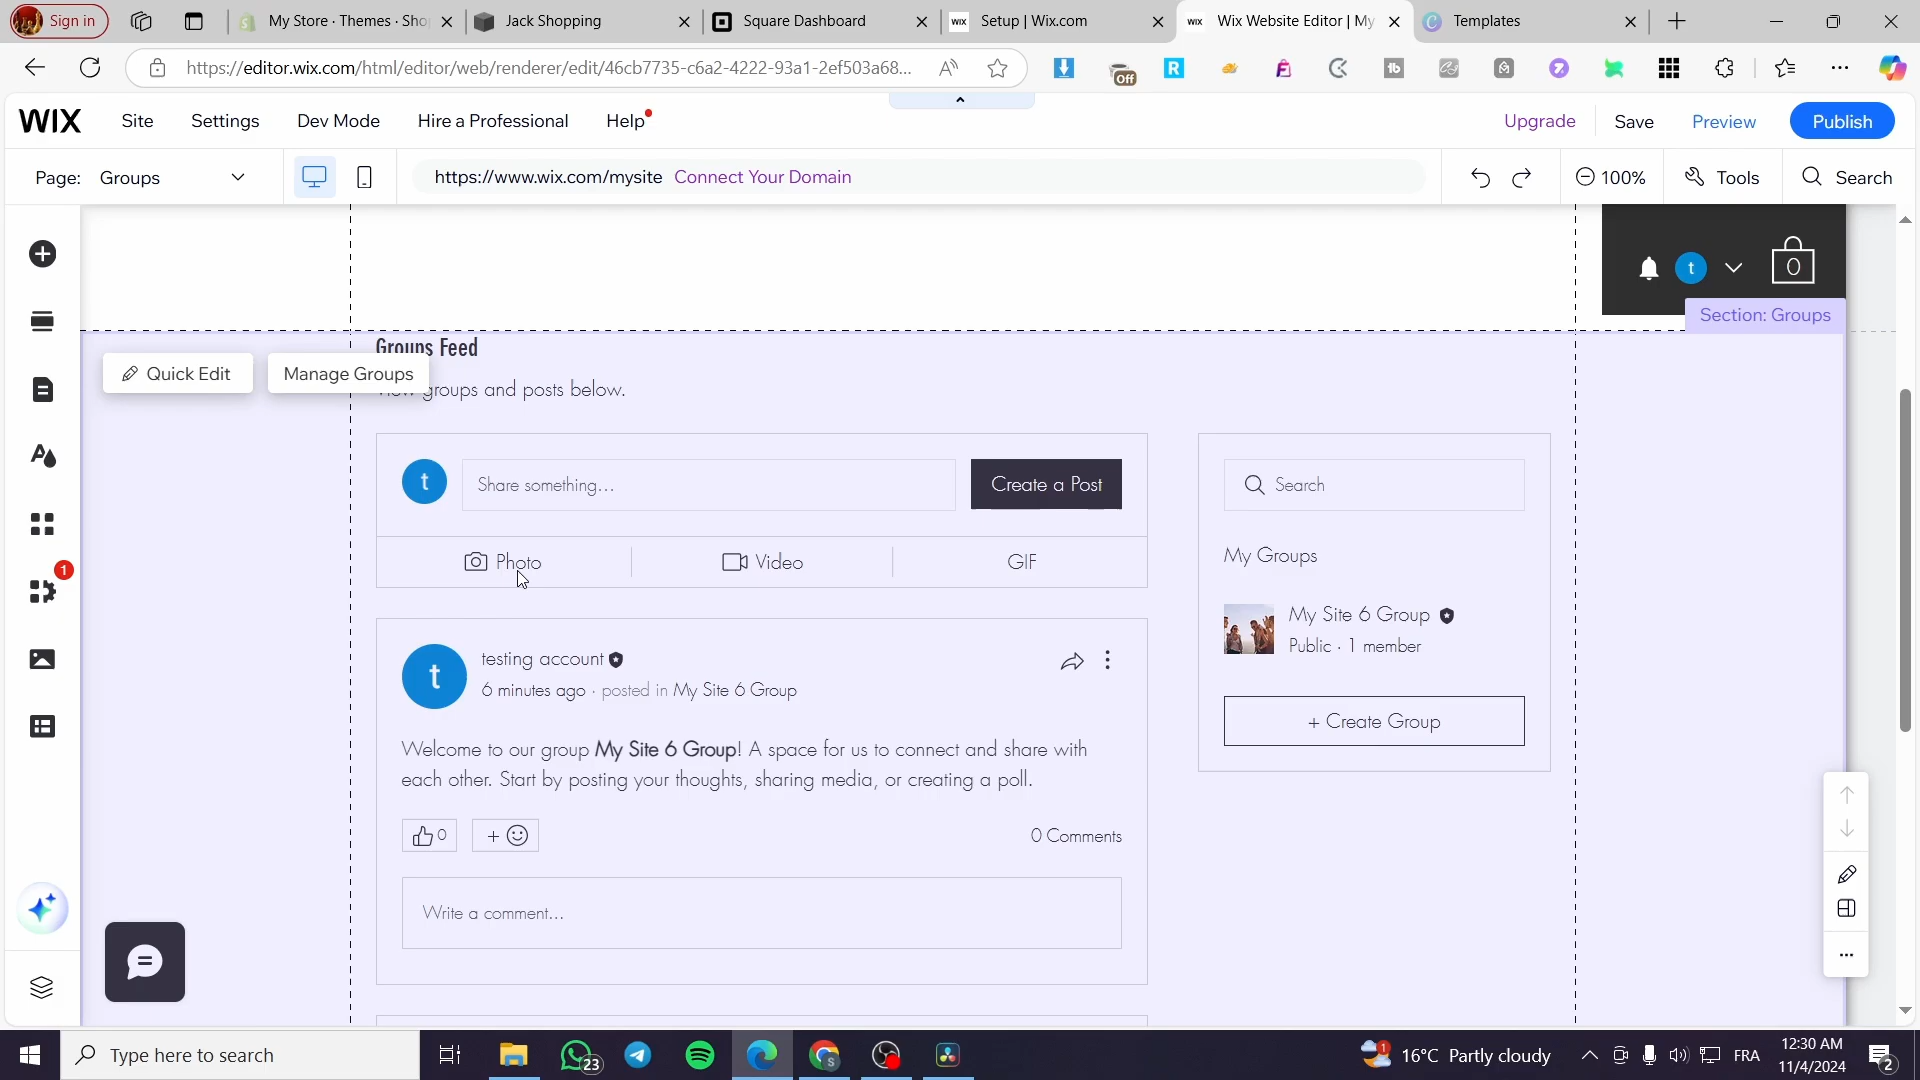 Sign in
My Store · Themes · Sho
Jack Shopping
Square Dashboard
WIX Setup | Wix.com
WIX Wix Website Editor | My
Templates
https://editor.wix.com/html/editor/web/renderer/edit/46cb7735-c6a2-4222-93a1-2ef503a68...
Off
WIX
Site
Settings
Dev Mode
Hire a Professional
Help
Upgrade
Save
Preview
Publish
Page: Groups
https://www.wix.com/mysite Connect Your Domain
100%
Tools
Search
t
0
Section: Groups
Groups Feed
Quick Edit
Manage Groups
groups and posts below.
t
Share something...
Create a Post
Search
Photo
Video
GIF
My Groups
1
My Site 6 Group
Public · 1 member
t
testing account
6 minutes ago · posted in My Site 6 Group
+ Create Group
Welcome to our group My Site 6 Group! A space for us to connect and share with
each other. Start by posting your thoughts, sharing media, or creating a poll.
0
+
0 Comments
Write a comment...
Type here to search
23
16°C Partly cloudy
FRA
12:30 AM
11/4/2024
2